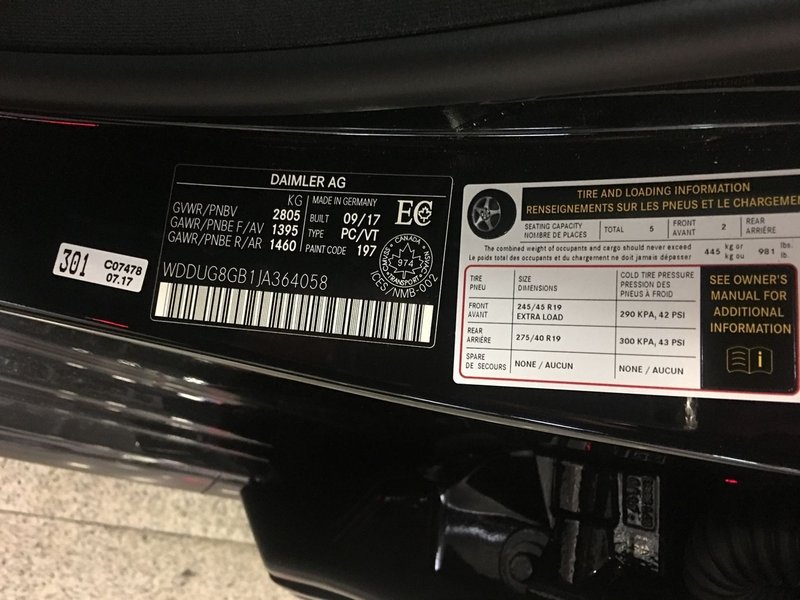 DAIMLER AG
KG
GVWR/PNBV 2805
GAWR/PNBE F/AV 1395
GAWR/PNBE R/AR 1460
MADE IN GERMANY
BUILT 09/17
TYPE PC/VT
PAINT CODE 197
EC
WDDUG8GB1JA364058
CANADA
974
TRANSPORT
ICES/NMB-002
301
C07478
07.17
TIRE AND LOADING INFORMATION
RENSEIGNEMENTS SUR LES PNEUS ET LE CHARGEMEN
SEATING CAPACITY
NOMBRE DE PLACES
TOTAL 5
FRONT
AVANT 2
REAR
ARRIÈRE
The combined weight of occupants and cargo should never exceed
Le poids total des occupants et du chargement ne doit jamais dépasser
445 kg or
kg ou
981 lbs.
lb.
TIRE
PNEU
SIZE
DIMENSIONS
COLD TIRE PRESSURE
PRESSION DES
PNEUS À FROID
FRONT
AVANT
245/45 R19
EXTRA LOAD
290 KPA, 42 PSI
REAR
ARRIÈRE
275/40 R19
300 KPA, 43 PSI
SPARE
DE SECOURS
NONE / AUCUN
NONE / AUCUN
SEE OWNER'S
MANUAL FOR
ADDITIONAL
INFORMATION
i